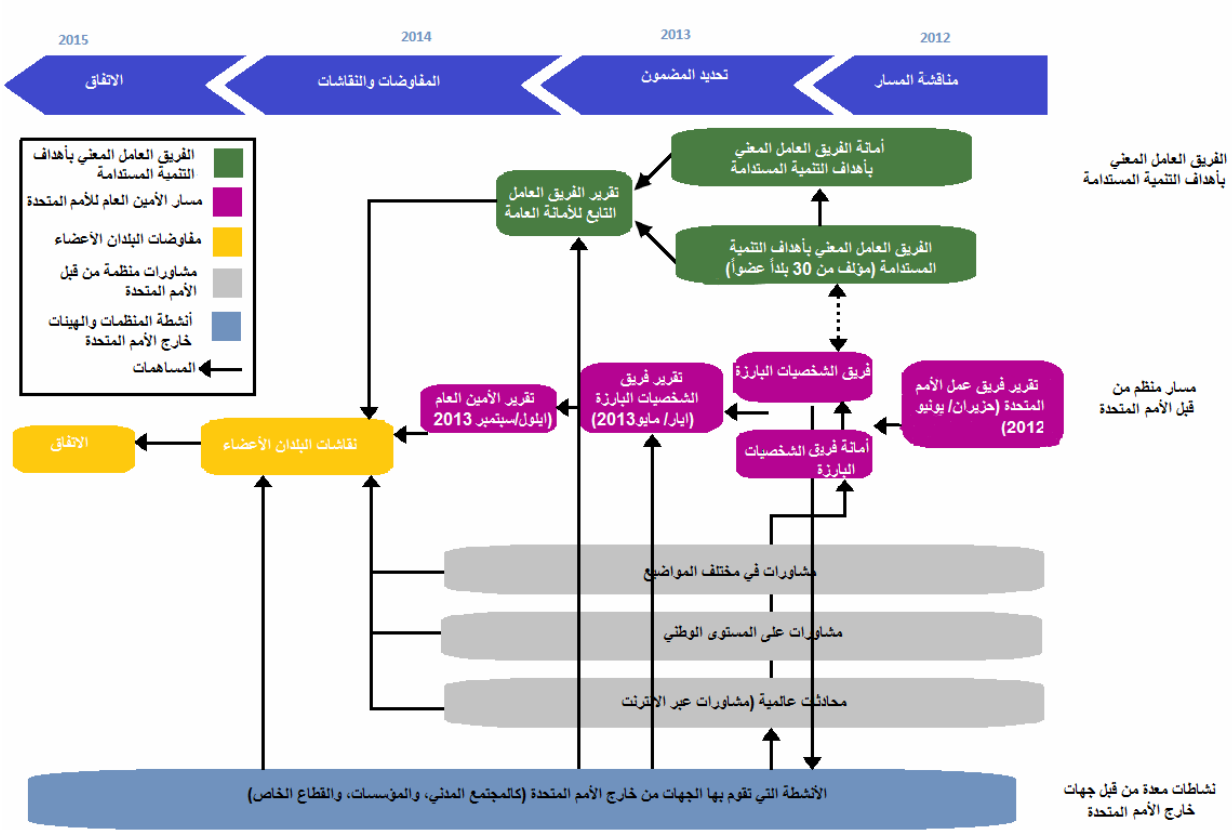 2012
2013
2014
2015
مناقشة المسار
تحديد المضمون
المفاوضات والنقاشات
الاتفاق
الفريق العامل المعني بأهداف
التنمية المستدامة
مسار الأمين العام للأمم المتحدة
مفاوضات البلدان الأعضاء
مشاورات منظمة من قبل
الأمم المتحدة
أنشطة المنظمات والهيئات
خارج الأمم المتحدة
المساهمات
الفريق العامل المعني
بأهداف التنمية المستدامة
أمانة الفريق العامل المعني
بأهداف التنمية المستدامة
تقرير الفريق العامل
التابع للأمانة العامة
الفريق العامل المعني بأهداف التنمية
المستدامة (مؤلف من 30 بلداً عضواً)
مسار منظم من
قبل الأمم المتحدة
تقرير فريق عمل الأمم
المتحدة (حزيران/ يونيو
2012)
فريق الشخصيات البارزة
أمانة فريق الشخصيات
البارزة
تقرير فريق
الشخصيات البارزة
(ايار/ مايو2013)
تقرير الأمين العام
(ايلول/سبتمبر 2013
نقاشات البلدان الأعضاء
الاتفاق
مشاورات في مختلف المواضيع
مشاورات على المستوى الوطني
محادثات عالمية (مشاورات عبر الانترنت
نشاطات معدة من قبل جهات
خارج الأمم المتحدة
الأنشطة التي تقوم بها الجهات من خارج الأمم المتحدة (كالمجتمع المدني، والمؤسسات، والقطاع الخاص)